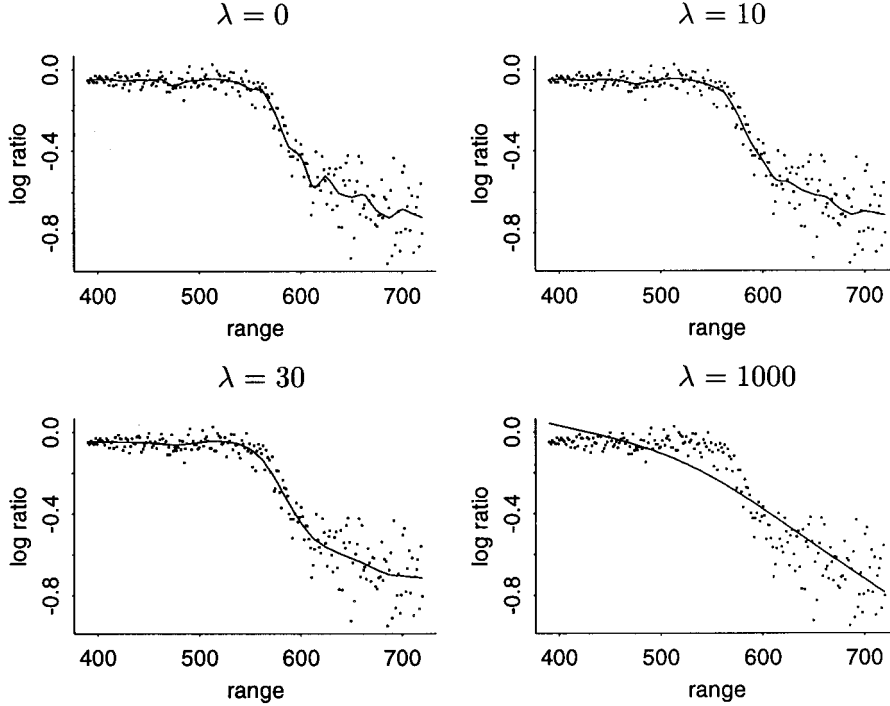 λ = 0
0.0
-0.4
-0.8
log ratio
400 500 600 700
range
λ = 10
0.0
-0.4
-0.8
log ratio
400 500 600 700
range
λ = 30
0.0
-0.4
-0.8
log ratio
400 500 600 700
range
λ = 1000
0.0
-0.4
-0.8
log ratio
400 500 600 700
range